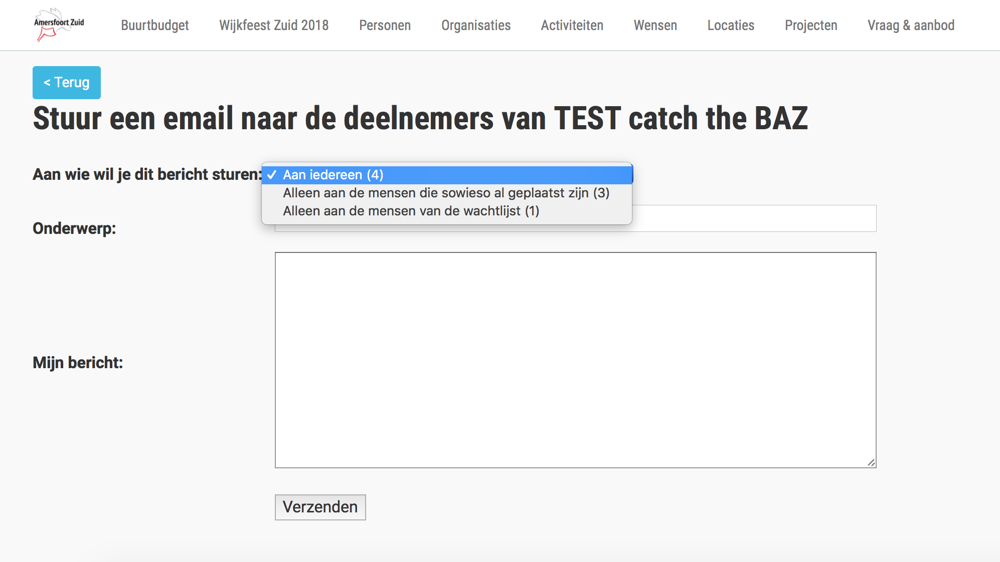 Amersfoort Zuid
Buurtbudget Wijkfeest Zuid 2018 Personen Organisaties Activiteiten Wensen Locaties Projecten Vraag & aanbod
< Terug
Stuur een email naar de deelnemers van TEST catch the BAZ
Aan wie wil je dit bericht sturen: ✓ Aan iedereen (4)
Alleen aan de mensen die sowieso al geplaatst zijn (3)
Alleen aan de mensen van de wachtlijst (1)
Onderwerp:
Mijn bericht:
Verzenden